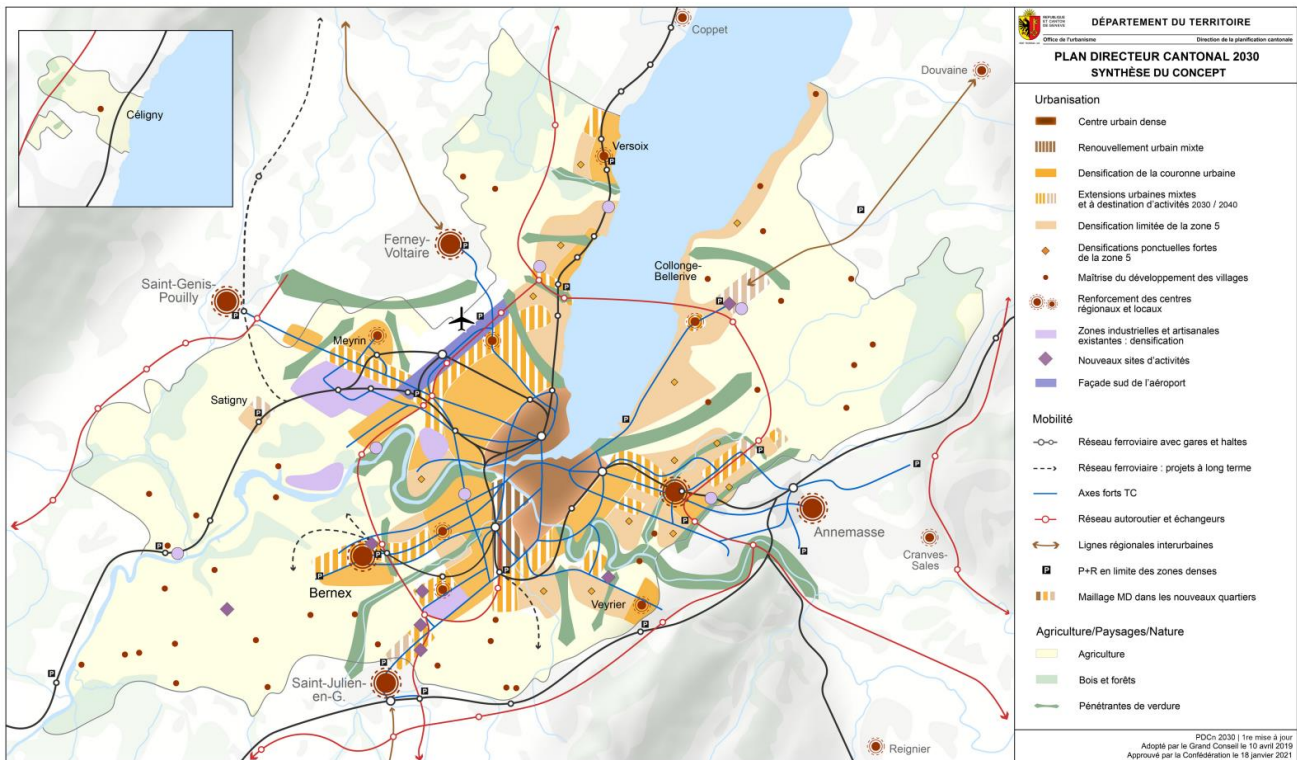 Céligny
Coppet
Douvaine
Versoix
Ferney-
Voltaire
Saint-Genis-
Pouilly
Collonge-
Bellerive
Meyrin
Satigny
Annemasse
Cranves-
Sales
Bernex
Veyrier
Saint-Julien-
en-G.
Reignier
P
RÉPUBLIQUE
ET CANTON
DE GENÈVE
DÉPARTEMENT DU TERRITOIRE
Office de l'urbanisme
Direction de la planification cantonale
PLAN DIRECTEUR CANTONAL 2030
SYNTHÈSE DU CONCEPT
Urbanisation
Centre urbain dense
Renouvellement urbain mixte
Densification de la couronne urbaine
Extensions urbaines mixtes
et à destination d'activités 2030 / 2040
Densification limitée de la zone 5
Densifications ponctuelles fortes
de la zone 5
Maîtrise du développement des villages
Renforcement des centres
régionaux et locaux
Zones industrielles et artisanales
existantes : densification
Nouveaux sites d'activités
Façade sud de l'aéroport
Mobilité
Réseau ferroviaire avec gares et haltes
Réseau ferroviaire : projets à long terme
Axes forts TC
Réseau autoroutier et échangeurs
Lignes régionales interurbaines
P P+R en limite des zones denses
Maillage MD dans les nouveaux quartiers
Agriculture/Paysages/Nature
Agriculture
Bois et forêts
Pénétrantes de verdure
PDCn 2030 | 1re mise à jour
Adopté par le Grand Conseil le 10 avril 2019
Approuvé par la Confédération le 18 janvier 2021